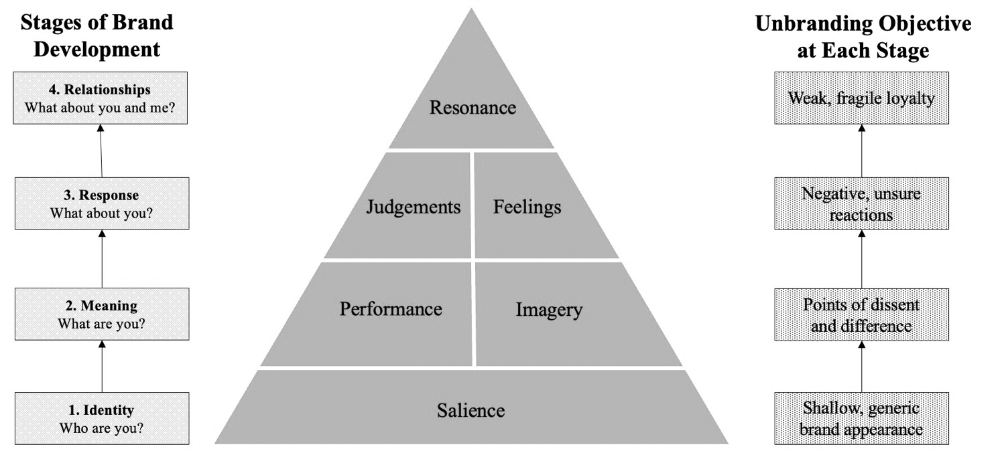 Stages of Brand
Development
4. Relationships
What about you and me?
3. Response
What about you?
2. Meaning
What are you?
1. Identity
Who are you?
Resonance
Judgements
Feelings
Performance
Imagery
Salience
Unbranding Objective
at Each Stage
Weak, fragile loyalty
Negative, unsure
reactions
Points of dissent
and difference
Shallow, generic
brand appearance